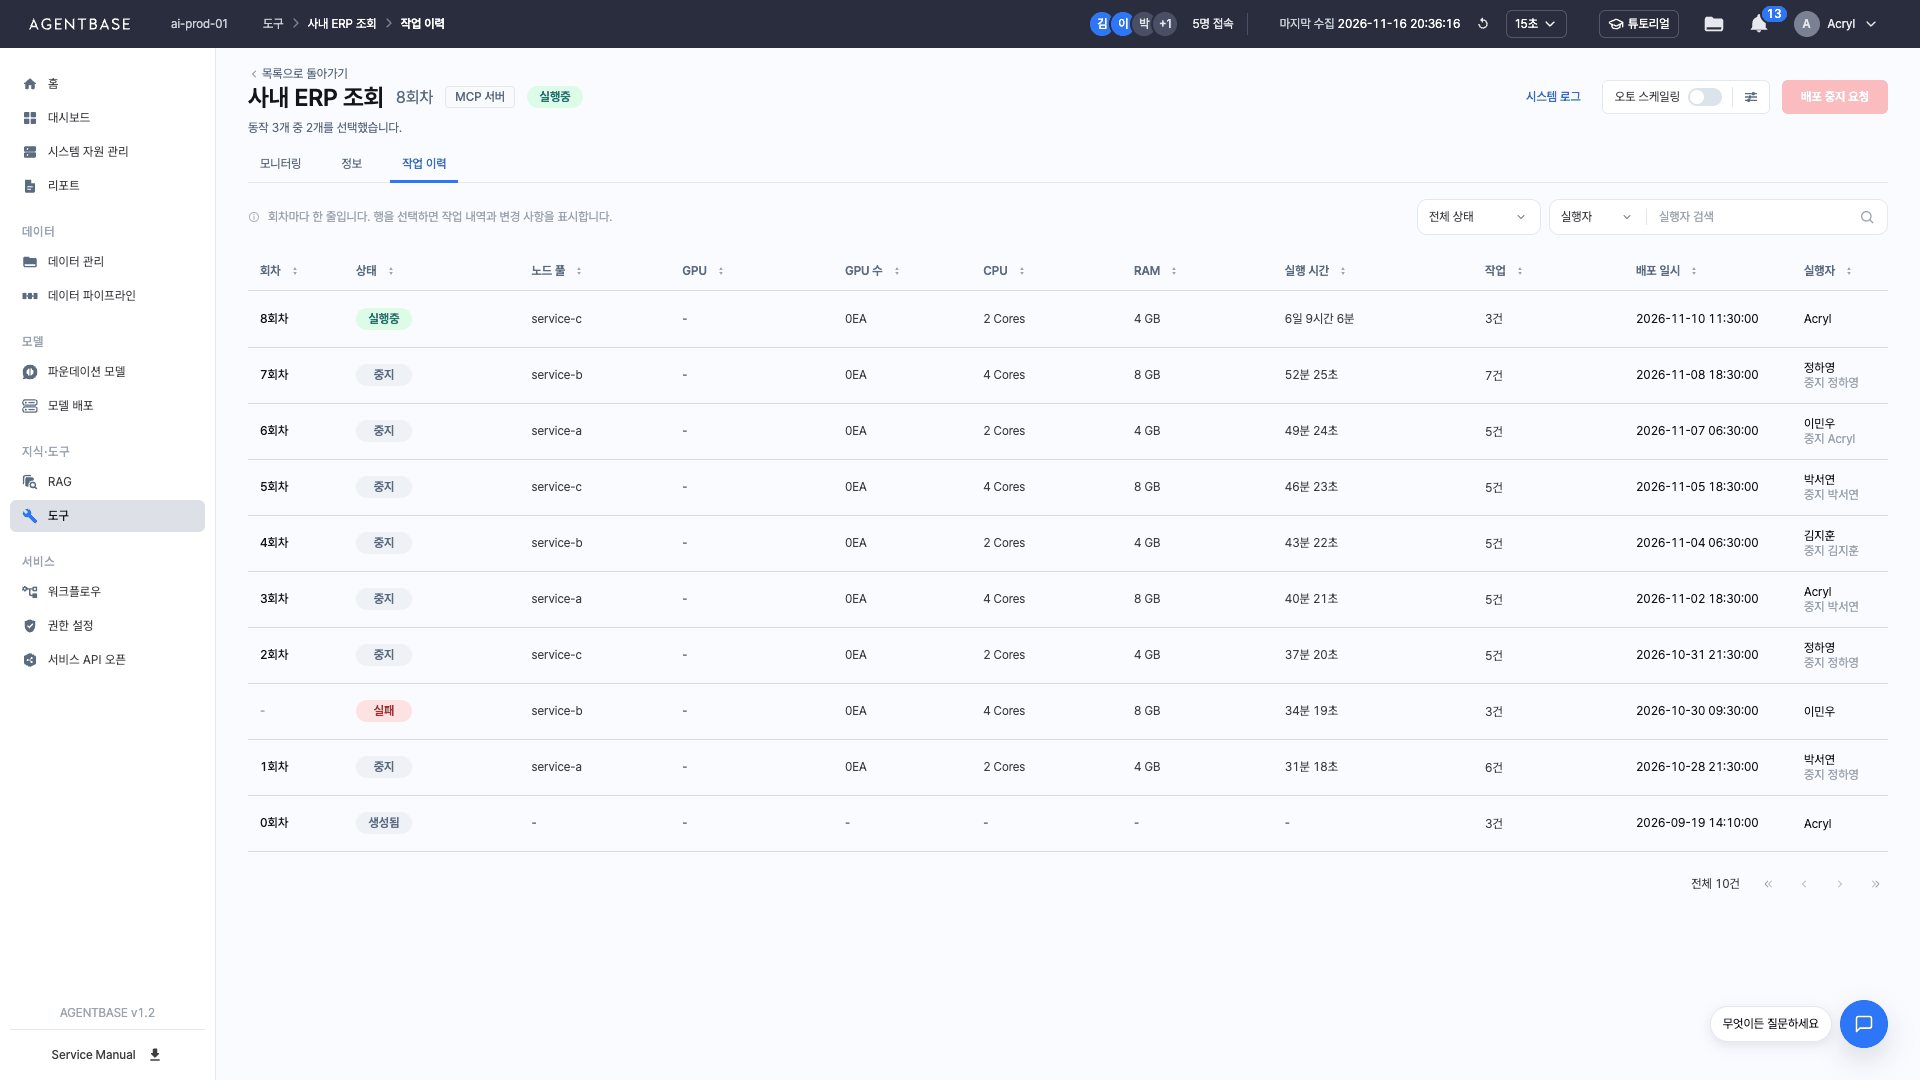 AGENTBASE
ai-prod-01
도구 > 사내 ERP 조회 > 작업 이력
김 이 박 +1 5명 접속
마지막 수집 2026-11-16 20:36:16
15초
튜토리얼
13
A Acryl
홈
대시보드
시스템 자원 관리
리포트
데이터
데이터 관리
데이터 파이프라인
모델
파운데이션 모델
모델 배포
지식·도구
RAG
도구
서비스
워크플로우
권한 설정
서비스 API 오픈
AGENTBASE v1.2
Service Manual
목록으로 돌아가기
사내 ERP 조회 8회차 MCP 서버 실행중
시스템 로그 오토 스케일링 배포 중지 요청
동작 3개 중 2개를 선택했습니다.
모니터링 정보 작업 이력
회차마다 한 줄입니다. 행을 선택하면 작업 내역과 변경 사항을 표시합니다.
전체 상태 실행자 실행자 검색
회차 상태 노드 풀 GPU GPU 수 CPU RAM 실행 시간 작업 배포 일시 실행자
8회차 실행중 service-c - 0EA 2 Cores 4 GB 6일 9시간 6분 3건 2026-11-10 11:30:00 Acryl
7회차 중지 service-b - 0EA 4 Cores 8 GB 52분 25초 7건 2026-11-08 18:30:00 정하영
중지 정하영
6회차 중지 service-a - 0EA 2 Cores 4 GB 49분 24초 5건 2026-11-07 06:30:00 이민우
중지 Acryl
5회차 중지 service-c - 0EA 4 Cores 8 GB 46분 23초 5건 2026-11-05 18:30:00 박서연
중지 박서연
4회차 중지 service-b - 0EA 2 Cores 4 GB 43분 22초 5건 2026-11-04 06:30:00 김지훈
중지 김지훈
3회차 중지 service-a - 0EA 4 Cores 8 GB 40분 21초 5건 2026-11-02 18:30:00 Acryl
중지 박서연
2회차 중지 service-c - 0EA 2 Cores 4 GB 37분 20초 5건 2026-10-31 21:30:00 정하영
중지 정하영
- 실패 service-b - 0EA 4 Cores 8 GB 34분 19초 3건 2026-10-30 09:30:00 이민우
1회차 중지 service-a - 0EA 2 Cores 4 GB 31분 18초 6건 2026-10-28 21:30:00 박서연
중지 정하영
0회차 생성됨 - - - - - - 3건 2026-09-19 14:10:00 Acryl
전체 10건
무엇이든 질문하세요